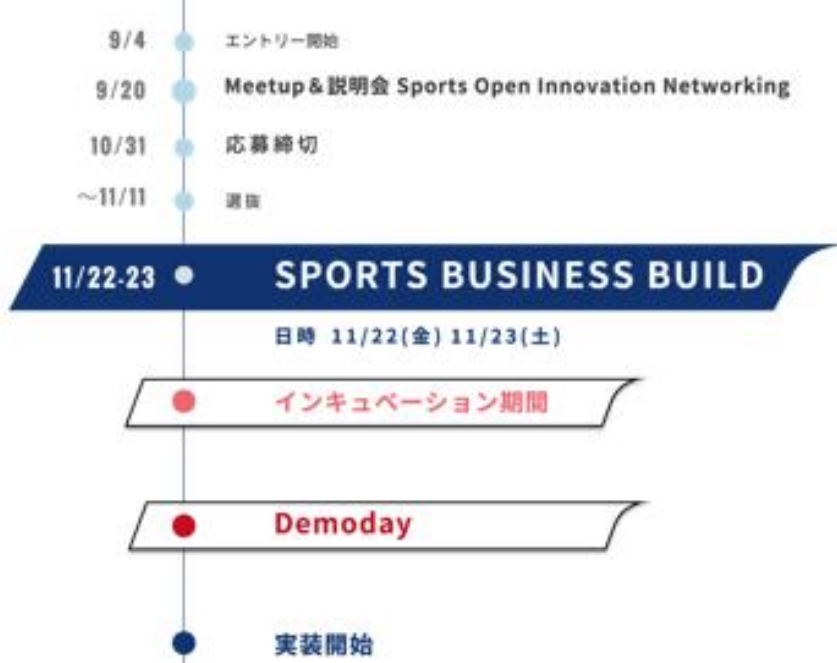 9/4 エントリー開始
9/20 Meetup&説明会 Sports Open Innovation Networking
10/31 応募締切
～11/11 選抜
11/22-23 SPORTS BUSINESS BUILD
日時 11/22(金) 11/23(土)
インキュベーション期間
Demoday
実装開始